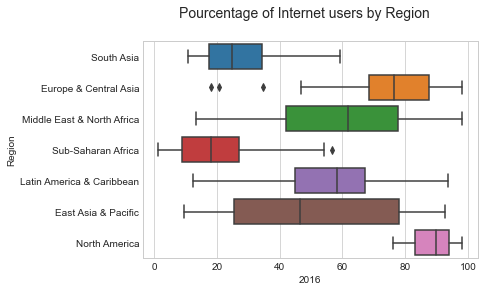 Pourcentage of Internet users by Region
South Asia
Europe & Central Asia
Middle East & North Africa
Sub-Saharan Africa
Latin America & Caribbean
East Asia & Pacific
North America
Region
0 20 40 60 80 100
2016